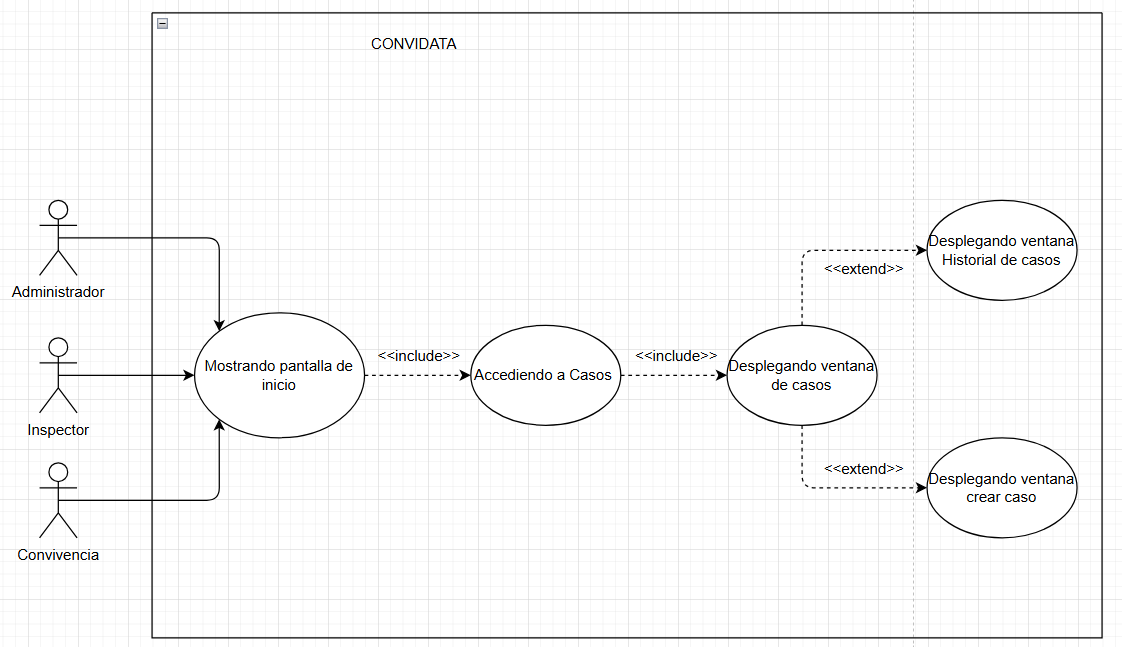 CONVIDATA
Administrador
Inspector
Convivencia
Mostrando pantalla de
inicio
<<include>>
Accediendo a Casos
<<include>>
Desplegando ventana
de casos
<<extend>>
Desplegando ventana
Historial de casos
<<extend>>
Desplegando ventana
crear caso